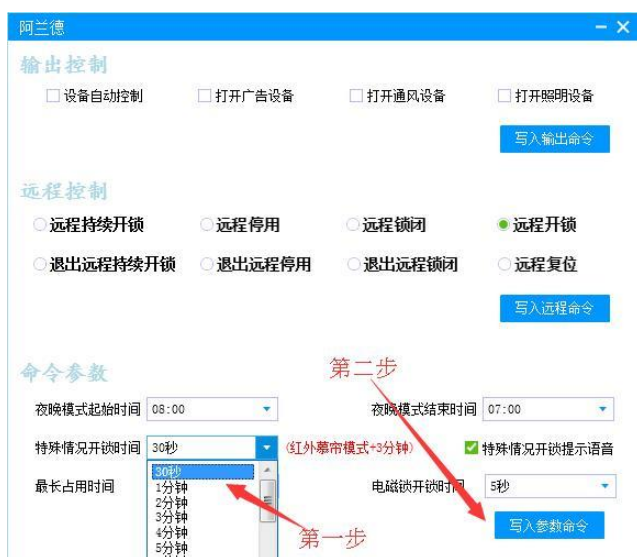 阿兰德
输出控制
设备自动控制 打开广告设备 打开通风设备 打开照明设备
写入输出命令
远程控制
远程持续开锁 远程停用 远程锁闭 远程开锁
退出远程持续开锁 退出远程停用 退出远程锁闭 远程复位
写入远程命令
第二步
命令参数
夜晚模式起始时间 08:00 夜晚模式结束时间 07:00
特殊情况开锁时间 30秒 (红外幕帘模式+3分钟) 特殊情况开锁提示语音
30秒
最长占用时间 1分钟 电磁锁开锁时间 5秒
2分钟
3分钟
写入参数命令
4分钟
第一步
5分钟